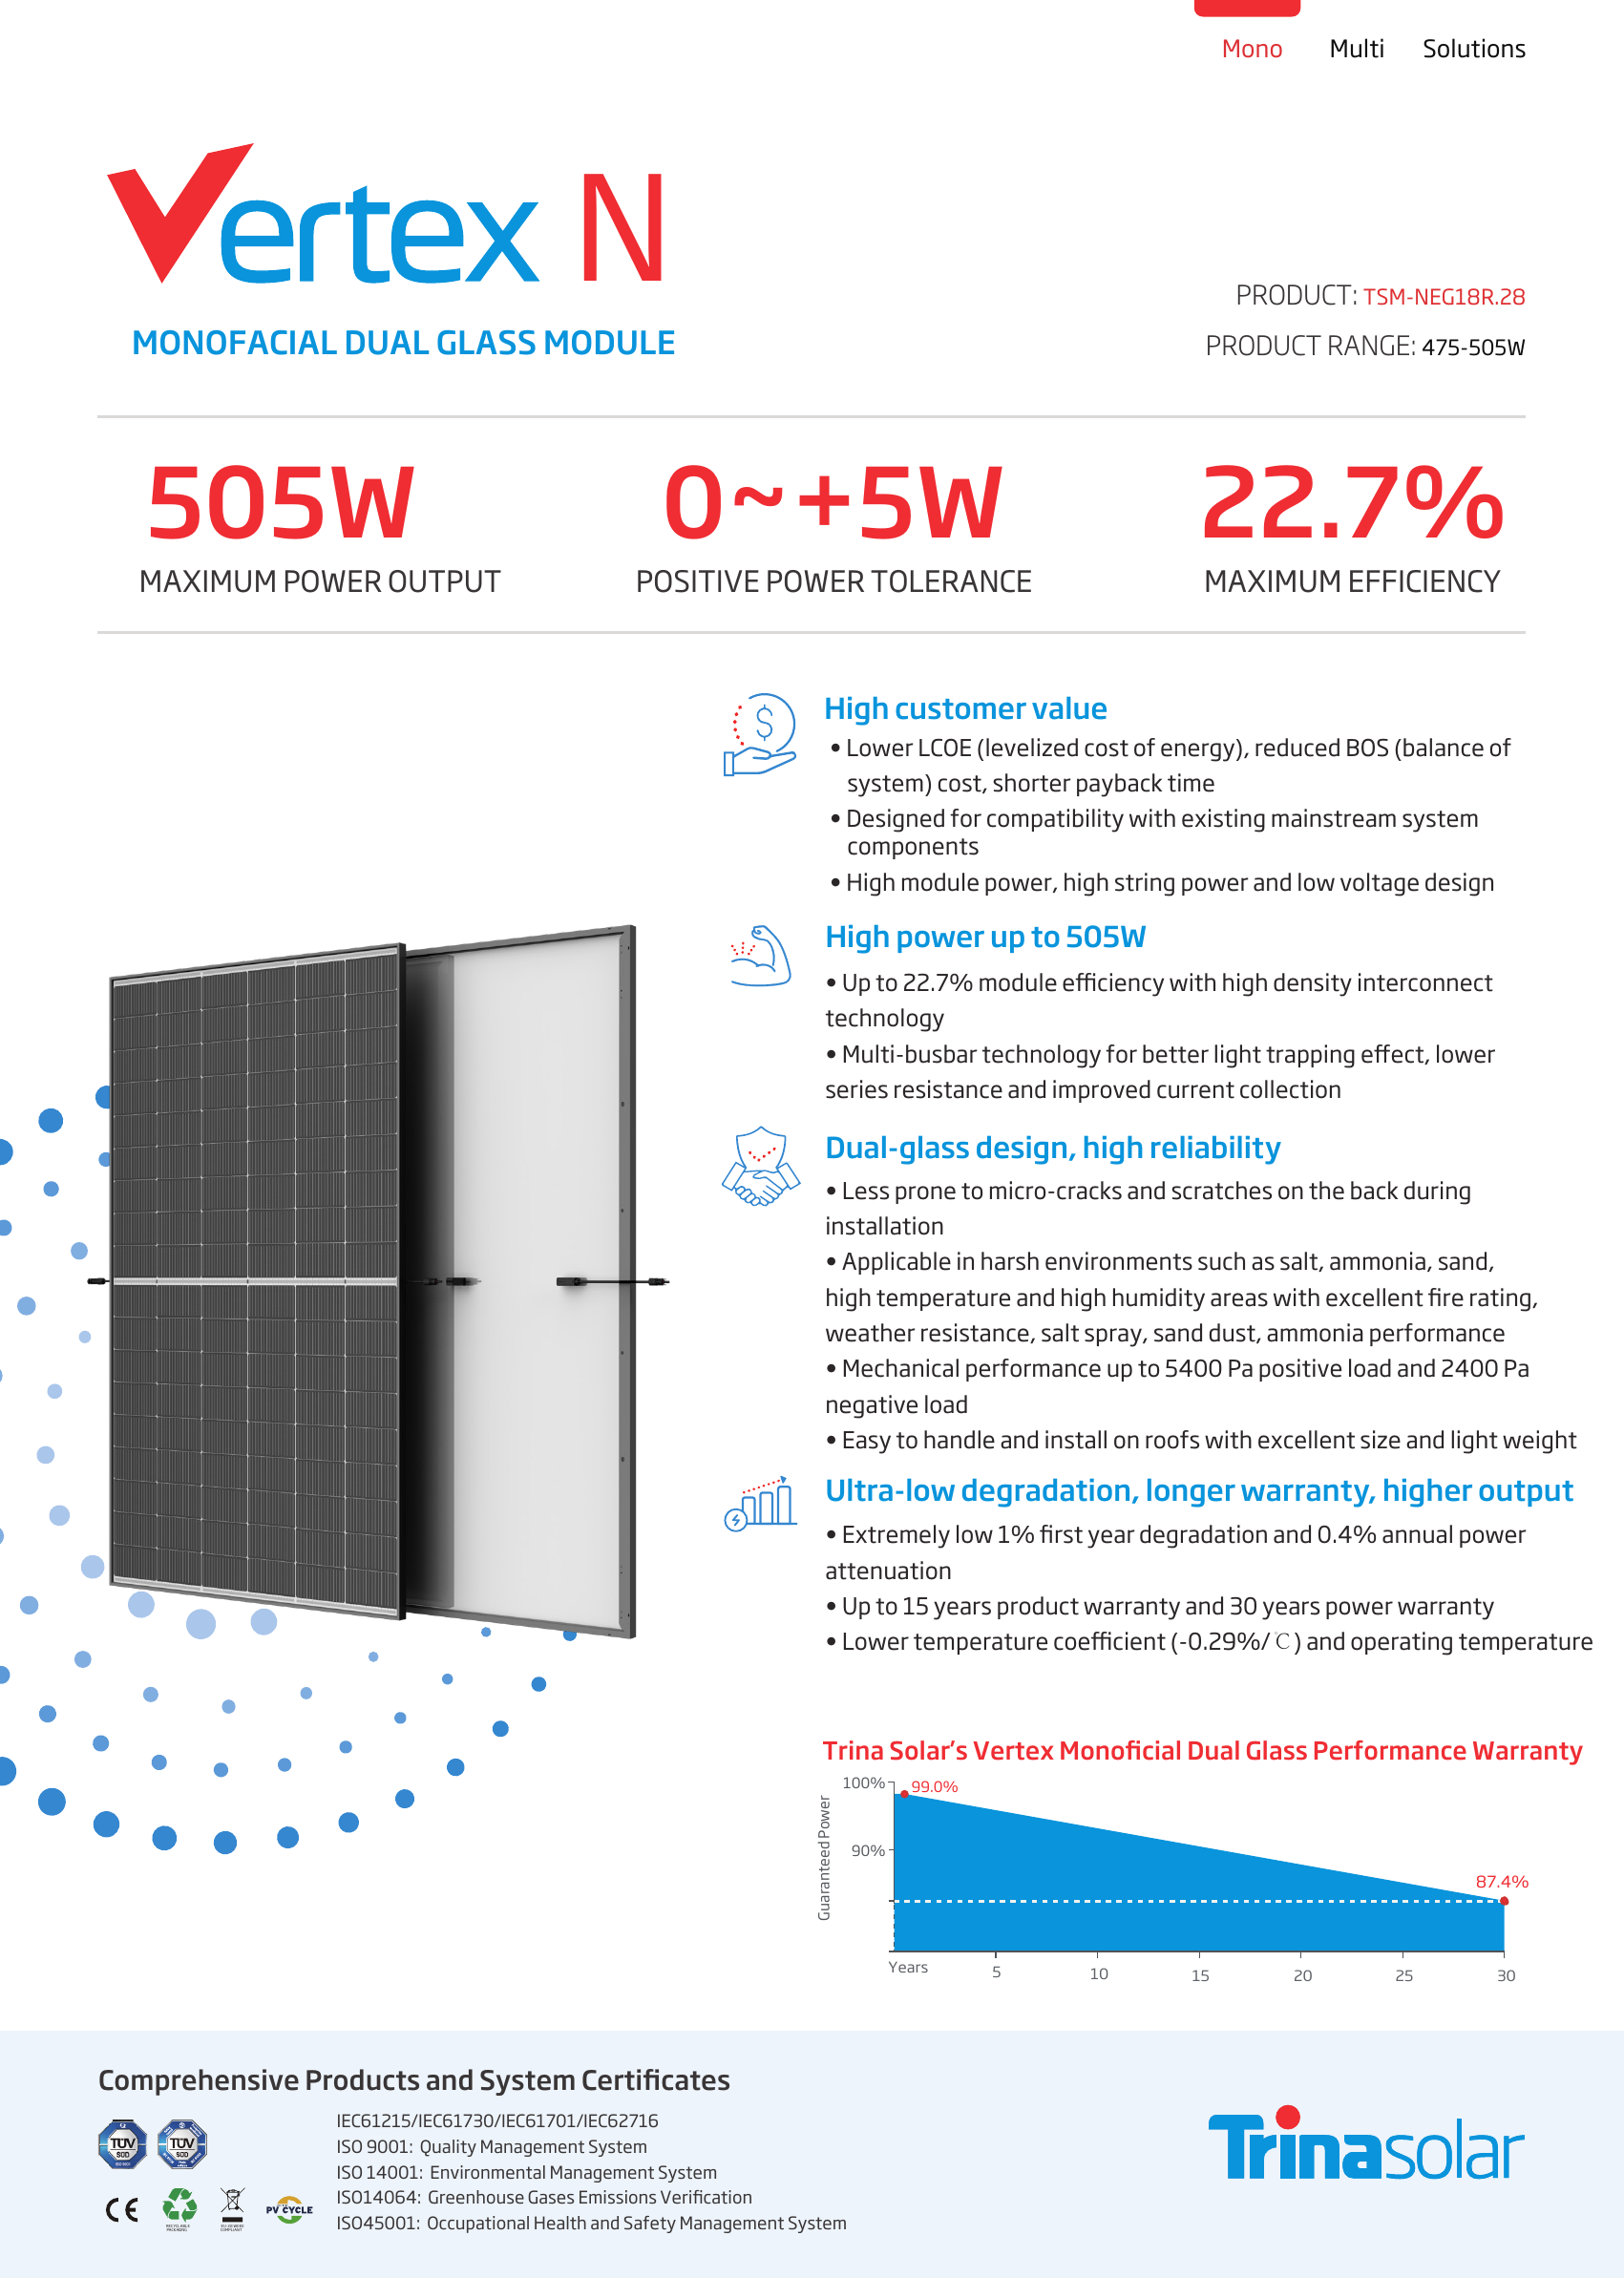 Mono Multi Solutions
Vertex N
MONOFACIAL DUAL GLASS MODULE
PRODUCT: TSM-NEG18R.28
PRODUCT RANGE: 475-505W
505W
MAXIMUM POWER OUTPUT
0~+5W
POSITIVE POWER TOLERANCE
22.7%
MAXIMUM EFFICIENCY
High customer value
• Lower LCOE (levelized cost of energy), reduced BOS (balance of
system) cost, shorter payback time
• Designed for compatibility with existing mainstream system
components
• High module power, high string power and low voltage design
High power up to 505W
• Up to 22.7% module efficiency with high density interconnect
technology
• Multi-busbar technology for better light trapping effect, lower
series resistance and improved current collection
Dual-glass design, high reliability
• Less prone to micro-cracks and scratches on the back during
installation
• Applicable in harsh environments such as salt, ammonia, sand,
high temperature and high humidity areas with excellent fire rating,
weather resistance, salt spray, sand dust, ammonia performance
• Mechanical performance up to 5400 Pa positive load and 2400 Pa
negative load
• Easy to handle and install on roofs with excellent size and light weight
Ultra-low degradation, longer warranty, higher output
• Extremely low 1% first year degradation and 0.4% annual power
attenuation
• Up to 15 years product warranty and 30 years power warranty
• Lower temperature coefficient (-0.29%/℃) and operating temperature
Trina Solar's Vertex Monoficial Dual Glass Performance Warranty
Guaranteed Power
100%
99.0%
90%
87.4%
Years 5 10 15 20 25 30
Comprehensive Products and System Certificates
IEC61215/IEC61730/IEC61701/IEC62716
ISO 9001: Quality Management System
ISO 14001: Environmental Management System
ISO14064: Greenhouse Gases Emissions Verification
ISO45001: Occupational Health and Safety Management System
TÜV SÜD
TÜV SÜD
CE
PV CYCLE
Trinasolar